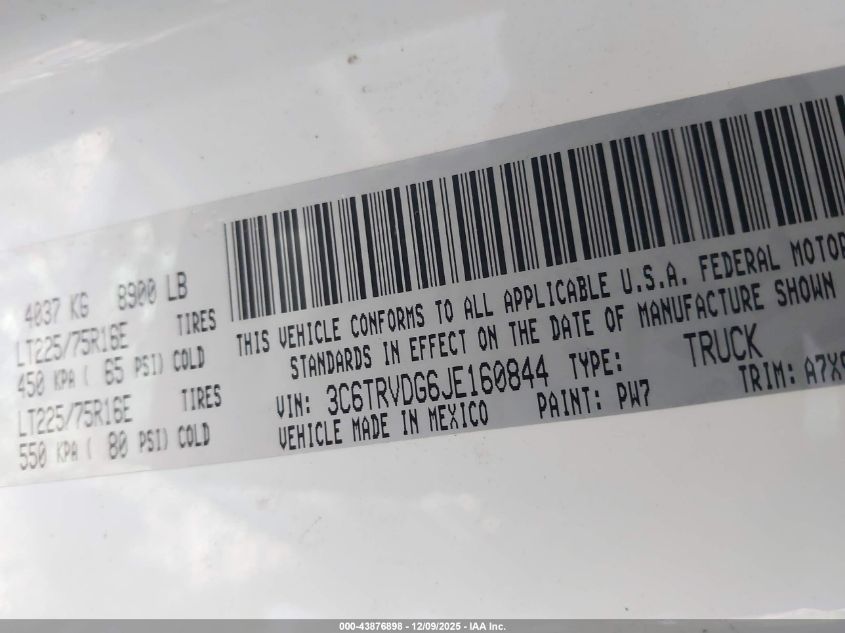 4037 KG 8900 LB
LT225/75R16E TIRES
450 KPA ( 65 PSI) COLD
LT225/75R16E TIRES
550 KPA ( 80 PSI) COLD
THIS VEHICLE CONFORMS TO ALL APPLICABLE U.S.A. FEDERAL MOTOR
STANDARDS IN EFFECT ON THE DATE OF MANUFACTURE SHOWN
VIN: 3C6TRVDG6JE160844 TYPE: TRUCK
VEHICLE MADE IN MEXICO PAINT: PW7 TRIM:
000-43876898 - 12/09/2025 - IAA Inc.